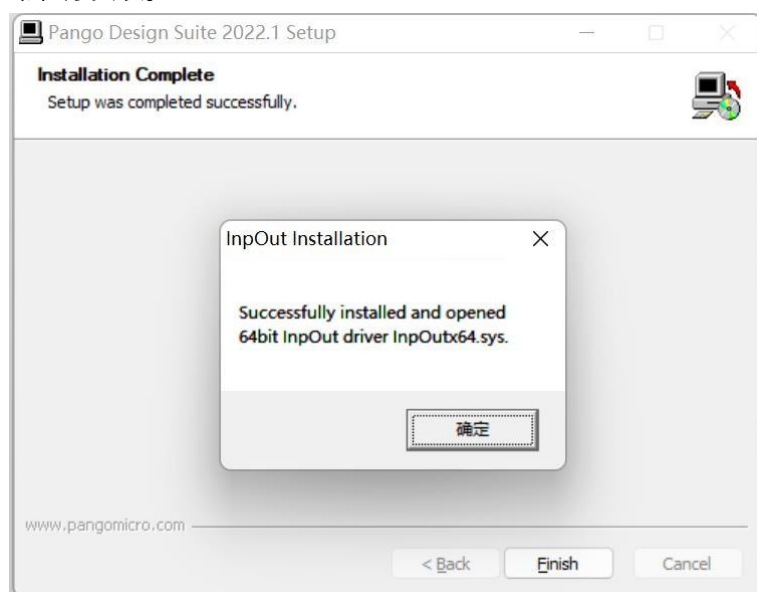 Pango Design Suite 2022.1 Setup
Installation Complete
Setup was completed successfully.
InpOut Installation
Successfully installed and opened
64bit InpOut driver InpOutx64.sys.
确定
www.pangomicro.com
< Back Finish Cancel